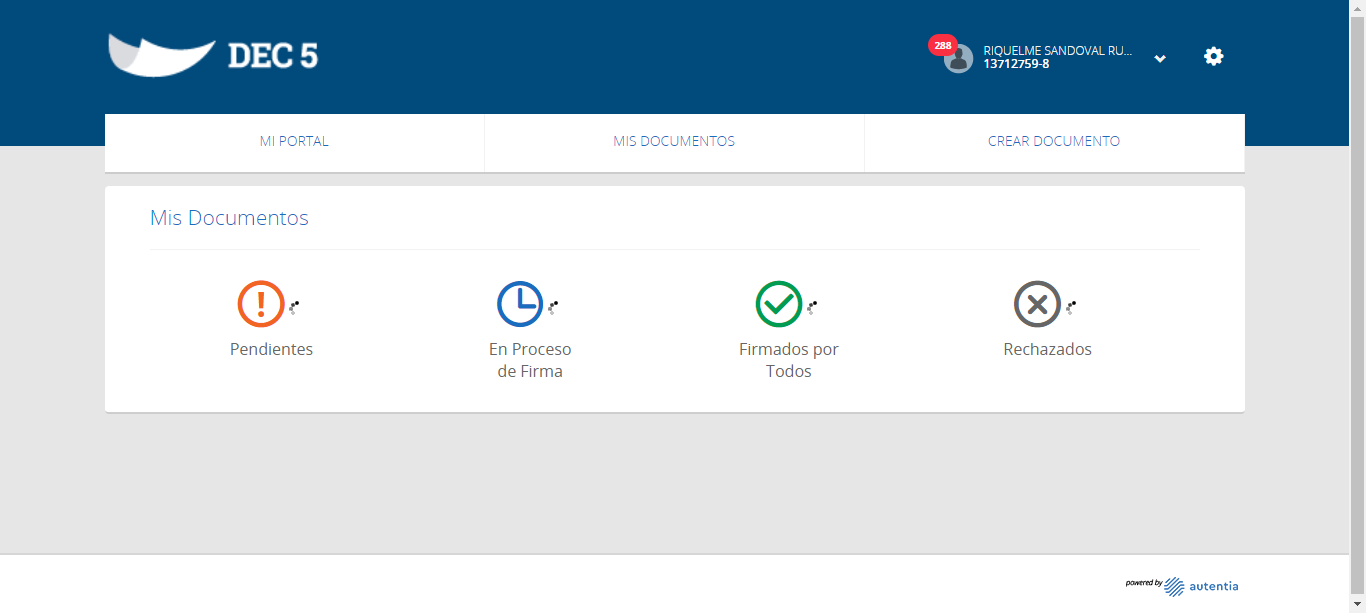 DEC 5
288
RIQUELME SANDOVAL RU...
13712759-8
MI PORTAL
MIS DOCUMENTOS
CREAR DOCUMENTO
Mis Documentos
Pendientes
En Proceso
de Firma
Firmados por
Todos
Rechazados
powered by autentia